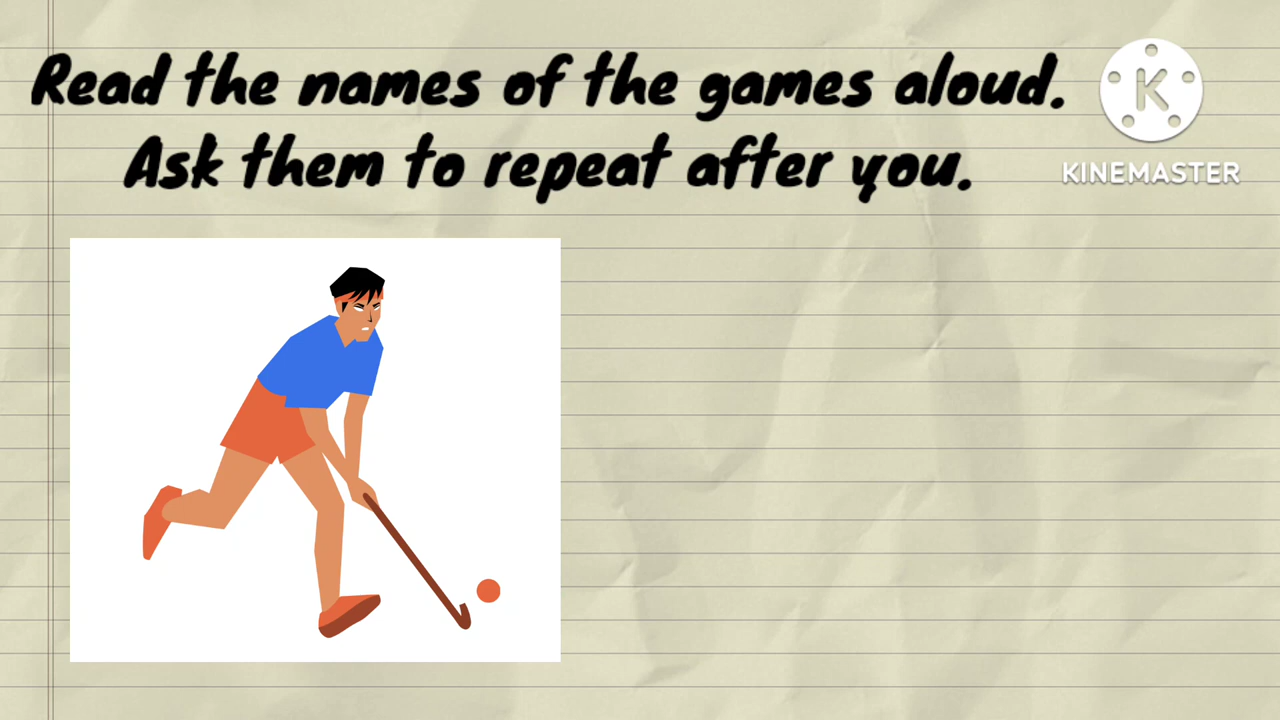 Read the names of the games aloud.
Ask them to repeat after you.
K
KINEMASTER